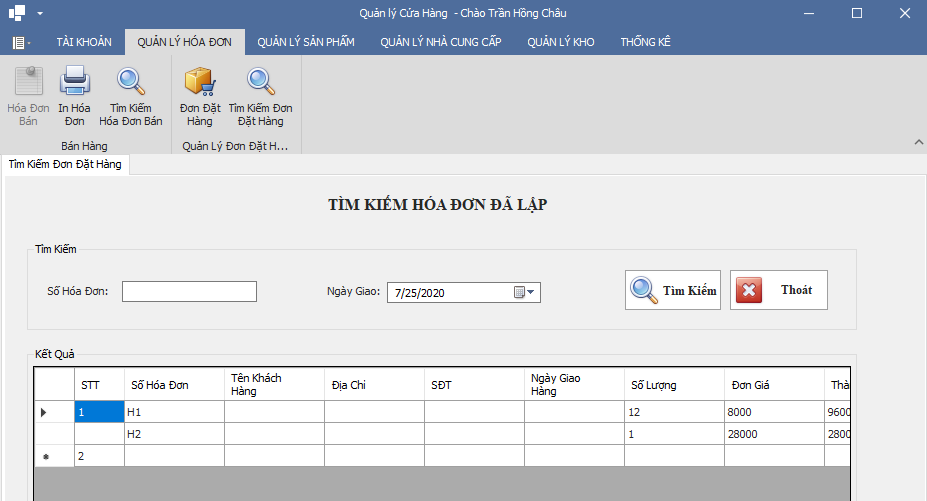 Quản lý Cửa Hàng - Chào Trần Hồng Châu
TÀI KHOẢN QUẢN LÝ HÓA ĐƠN QUẢN LÝ SẢN PHẨM QUẢN LÝ NHÀ CUNG CẤP QUẢN LÝ KHO THỐNG KÊ
Hóa Đơn In Hóa Tìm Kiếm Đơn Đặt Tìm Kiếm Đơn
Bán Đơn Hóa Đơn Bán Hàng Đặt Hàng
Bán Hàng Quản Lý Đơn Đặt H...
Tìm Kiếm Đơn Đặt Hàng
TÌM KIẾM HÓA ĐƠN ĐÃ LẬP
Tìm Kiếm
Số Hóa Đơn: Ngày Giao: 7/25/2020 Tìm Kiếm Thoát
Kết Quả
STT Số Hóa Đơn Tên Khách Hàng Địa Chỉ SĐT Ngày Giao Hàng Số Lượng Đơn Giá Thà
1 H1 12 8000 9600
H2 1 28000 2800
2